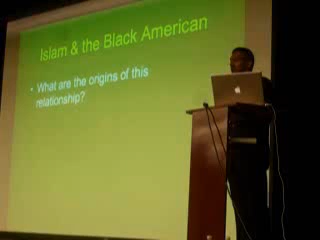 Islam & the Black American
• What are the origins of this
relationship?